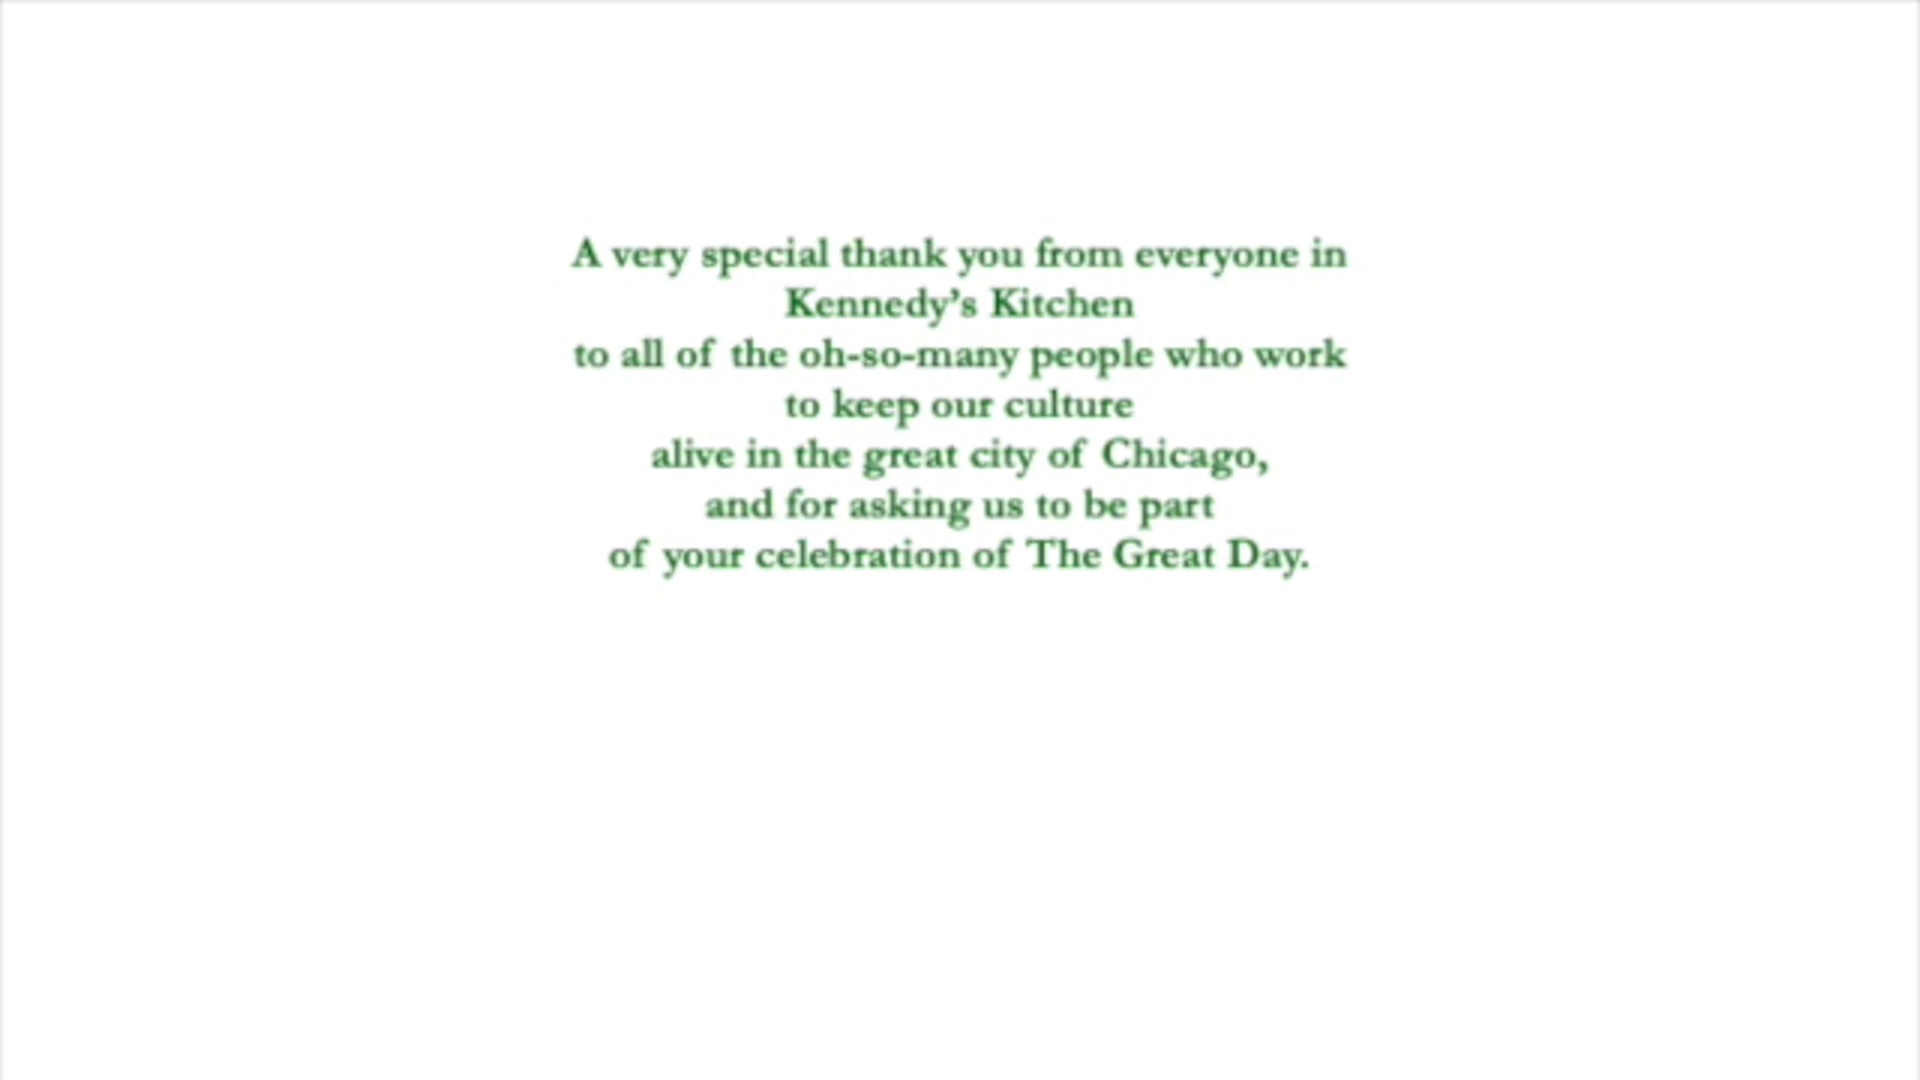 A very special thank you from everyone in
Kennedy’s Kitchen
to all of the oh-so-many people who work
to keep our culture
alive in the great city of Chicago,
and for asking us to be part
of your celebration of The Great Day.